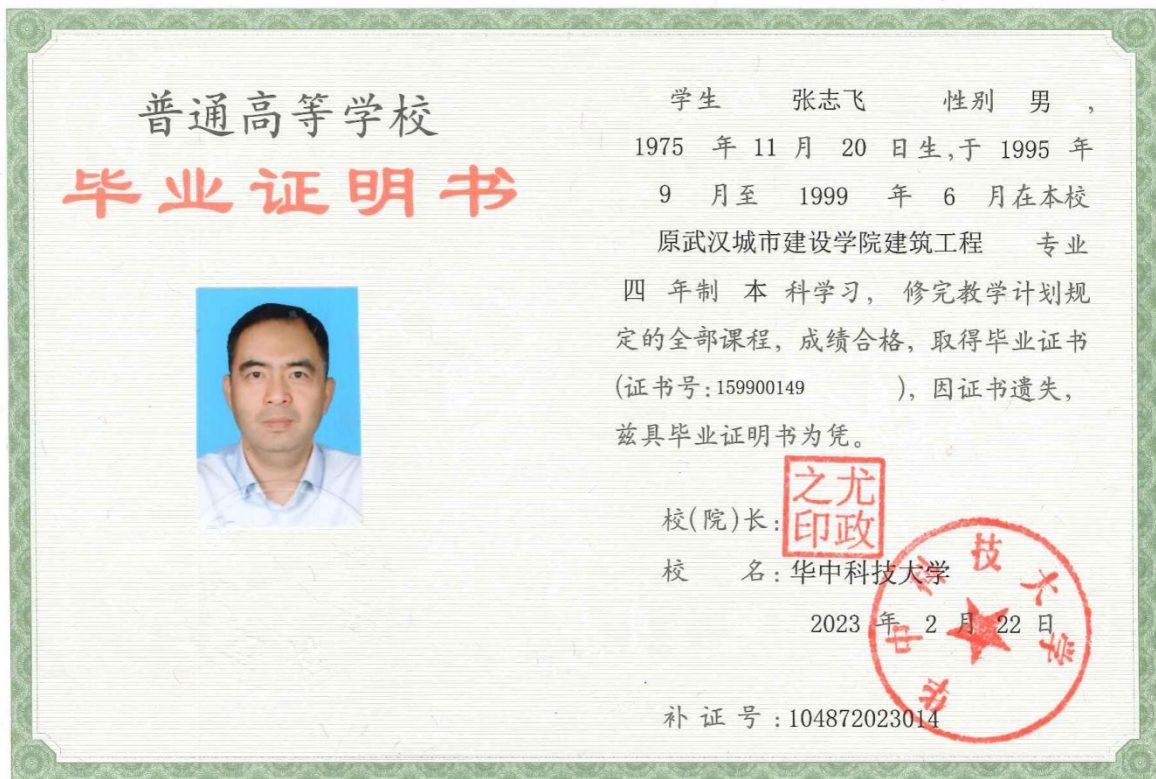 普通高等学校
毕业证明书
学生 张志飞 性别 男 ,
1975 年 11 月 20 日生,于 1995 年
9 月至 1999 年 6 月在本校
原武汉城市建设学院建筑工程 专业
四 年制 本 科学习, 修完教学计划规
定的全部课程, 成绩合格, 取得毕业证书
(证书号:159900149 ), 因证书遗失,
兹具毕业证明书为凭。
校(院)长:
尤政之印
校 名: 华中科技大学
2023 年 2 月 22 日
华中科技大学
补 证 号 :104872023014